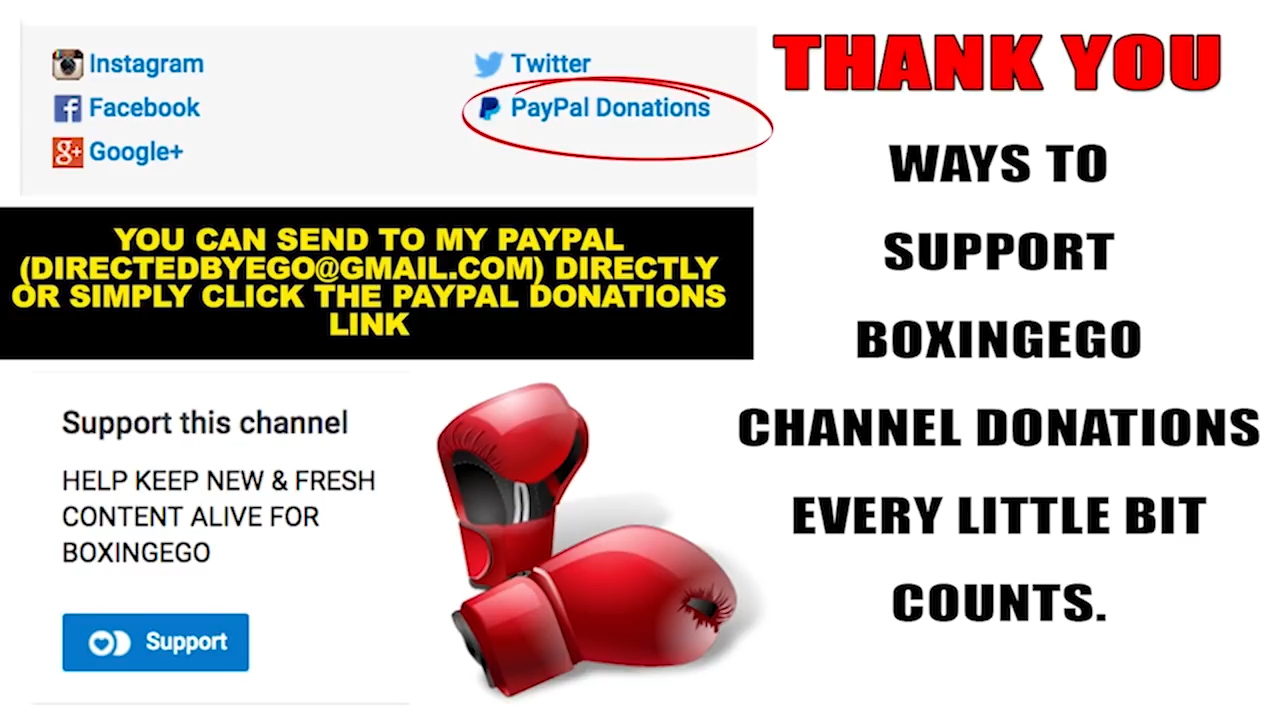 Instagram
Twitter
Facebook
PayPal Donations
Google+
YOU CAN SEND TO MY PAYPAL
(DIRECTEDBYEGO@GMAIL.COM) DIRECTLY
OR SIMPLY CLICK THE PAYPAL DONATIONS
LINK
Support this channel
HELP KEEP NEW & FRESH
CONTENT ALIVE FOR
BOXINGEGO
Support
THANK YOU
WAYS TO
SUPPORT
BOXINGEGO
CHANNEL DONATIONS
EVERY LITTLE BIT
COUNTS.